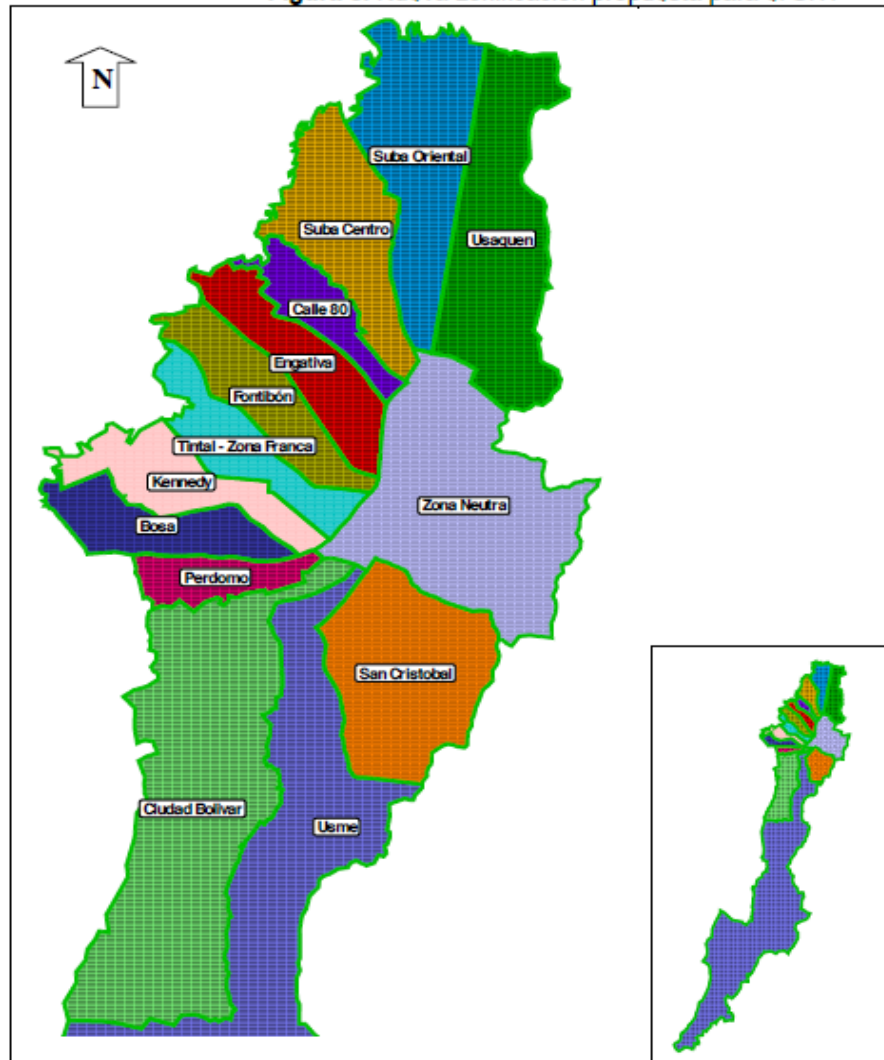 N
Suba Oriental
Usaquen
Suba Centro
Calle 80
Engativa
Fontibón
Tintal - Zona Franca
Kennedy
Zona Neutra
Bosa
Perdomo
San Cristobal
Ciudad Bolivar
Usme